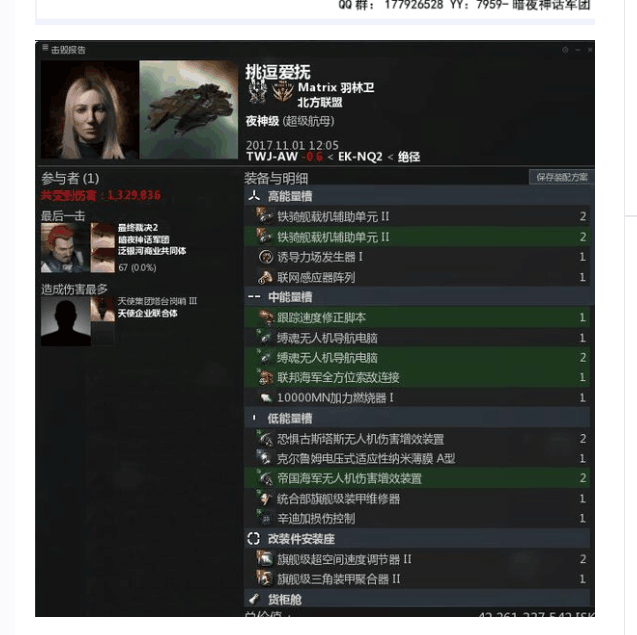 QQ 群: 177926528 YY: 7959- 暗夜神话军团
击毁报告
挑逗爱抚
Matrix 羽林卫
北方联盟
夜神级 (超级航母)
2017.11.01 12:05
TWJ-AW -0.6 < EK-NQ2 < 绝径
参与者 (1)
共受到伤害：1,329,836
最后一击
最终裁决2
暗夜神话军团
泛银河商业共同体
67 (0.0%)
造成伤害最多
天使集团塔台岗哨 III
天使企业联合体
装备与明细
保存装配方案
高能量槽
铁骑舰载机辅助单元 II 2
铁骑舰载机辅助单元 II 2
诱导力场发生器 I 1
联网感应器阵列 1
中能量槽
跟踪速度修正脚本 1
缚魂无人机导航电脑 1
缚魂无人机导航电脑 2
联邦海军全方位索敌连接 1
10000MN加力燃烧器 I 1
低能量槽
恐惧古斯塔斯无人机伤害增效装置 2
克尔鲁姆电压式适应性纳米薄膜 A型 1
帝国海军无人机伤害增效装置 2
统合部旗舰级装甲维修器 1
辛迪加损伤控制 1
改装件安装座
旗舰级超空间速度调节器 II 2
旗舰级三角装甲聚合器 II 1
货柜舱
总价值： 42,261,227,542 ISK